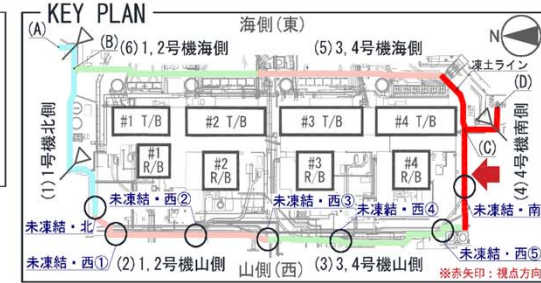 KEY PLAN
海側(東)
N
(A)
(B)
(6)1,2号機海側
(5)3,4号機海側
凍土ライン
(D)
#1 T/B
#2 T/B
#3 T/B
#4 T/B
(C)
(1)1号機北側
(4)4号機南側
#1
R/B
#2
R/B
#3
R/B
#4
R/B
未凍結・西②
未凍結・西③
未凍結・西④
未凍結・南
未凍結・北
未凍結・西①
(2)1,2号機山側
山側(西)
(3)3,4号機山側
未凍結・西⑤
※赤矢印:視点方向